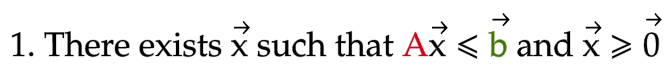 1. There exists x⃗ such that Ax⃗ ⩽ b⃗ and x⃗ ⩾ 0⃗